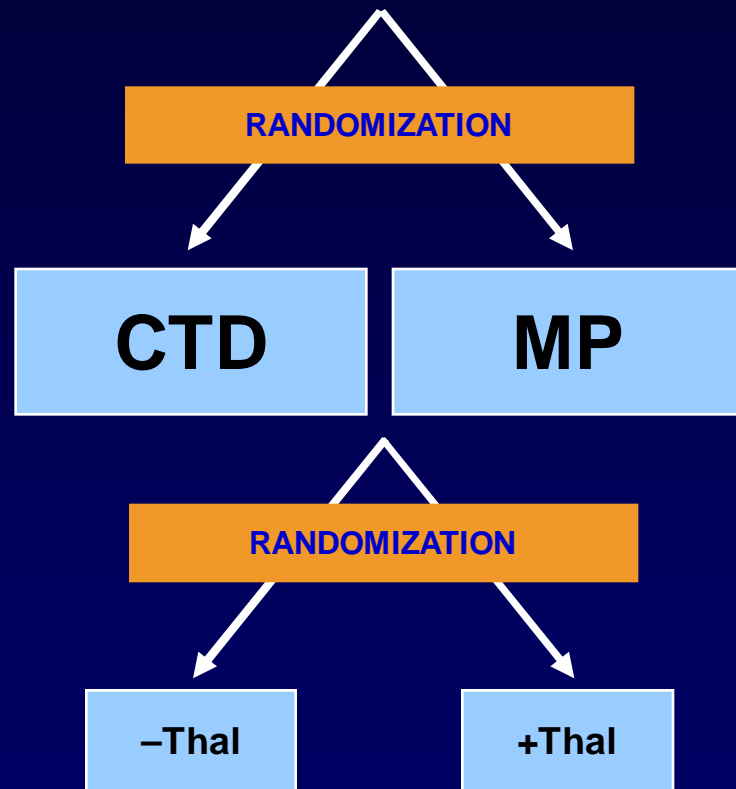 RANDOMIZATION
CTD
MP
RANDOMIZATION
–Thal
+Thal